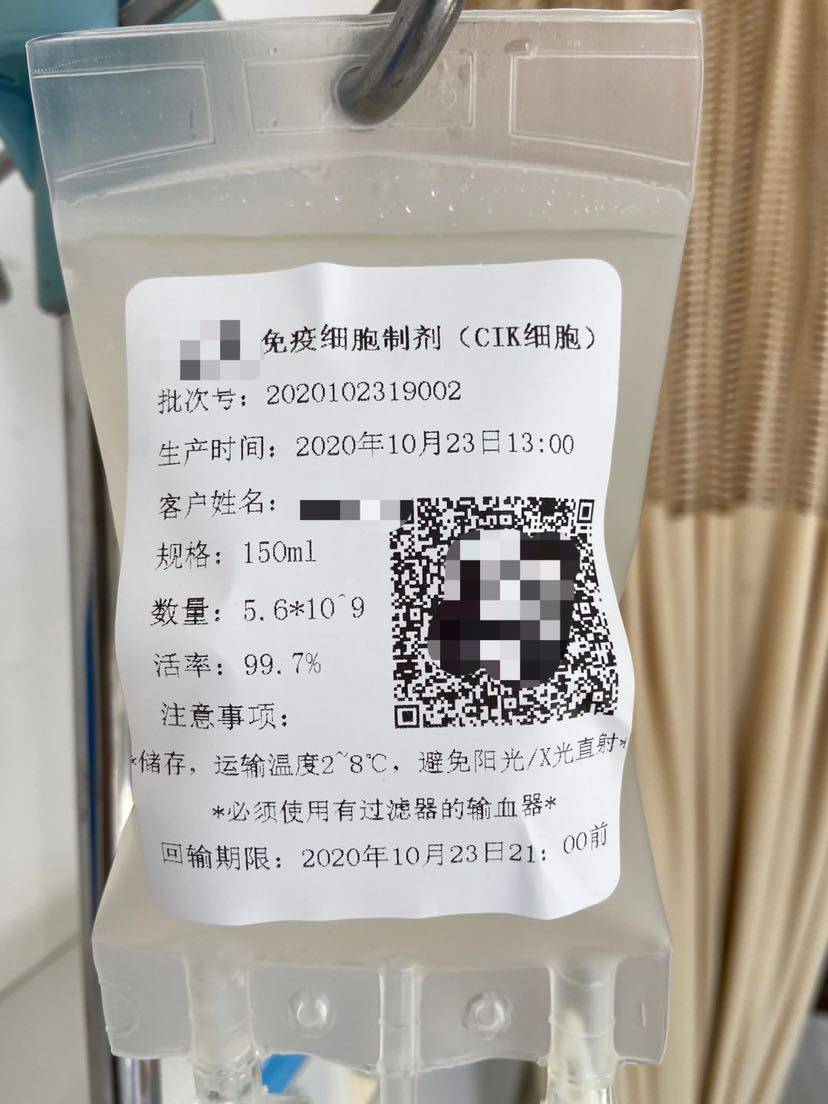 免疫细胞制剂（CIK细胞）
批次号：2020102319002
生产时间：2020年10月23日13:00
客户姓名：
规格：150ml
数量：5.6*10^9
活率：99.7%
注意事项：
*储存，运输温度2~8℃，避免阳光/X光直射*
*必须使用有过滤器的输血器*
回输期限：2020年10月23日21：00前